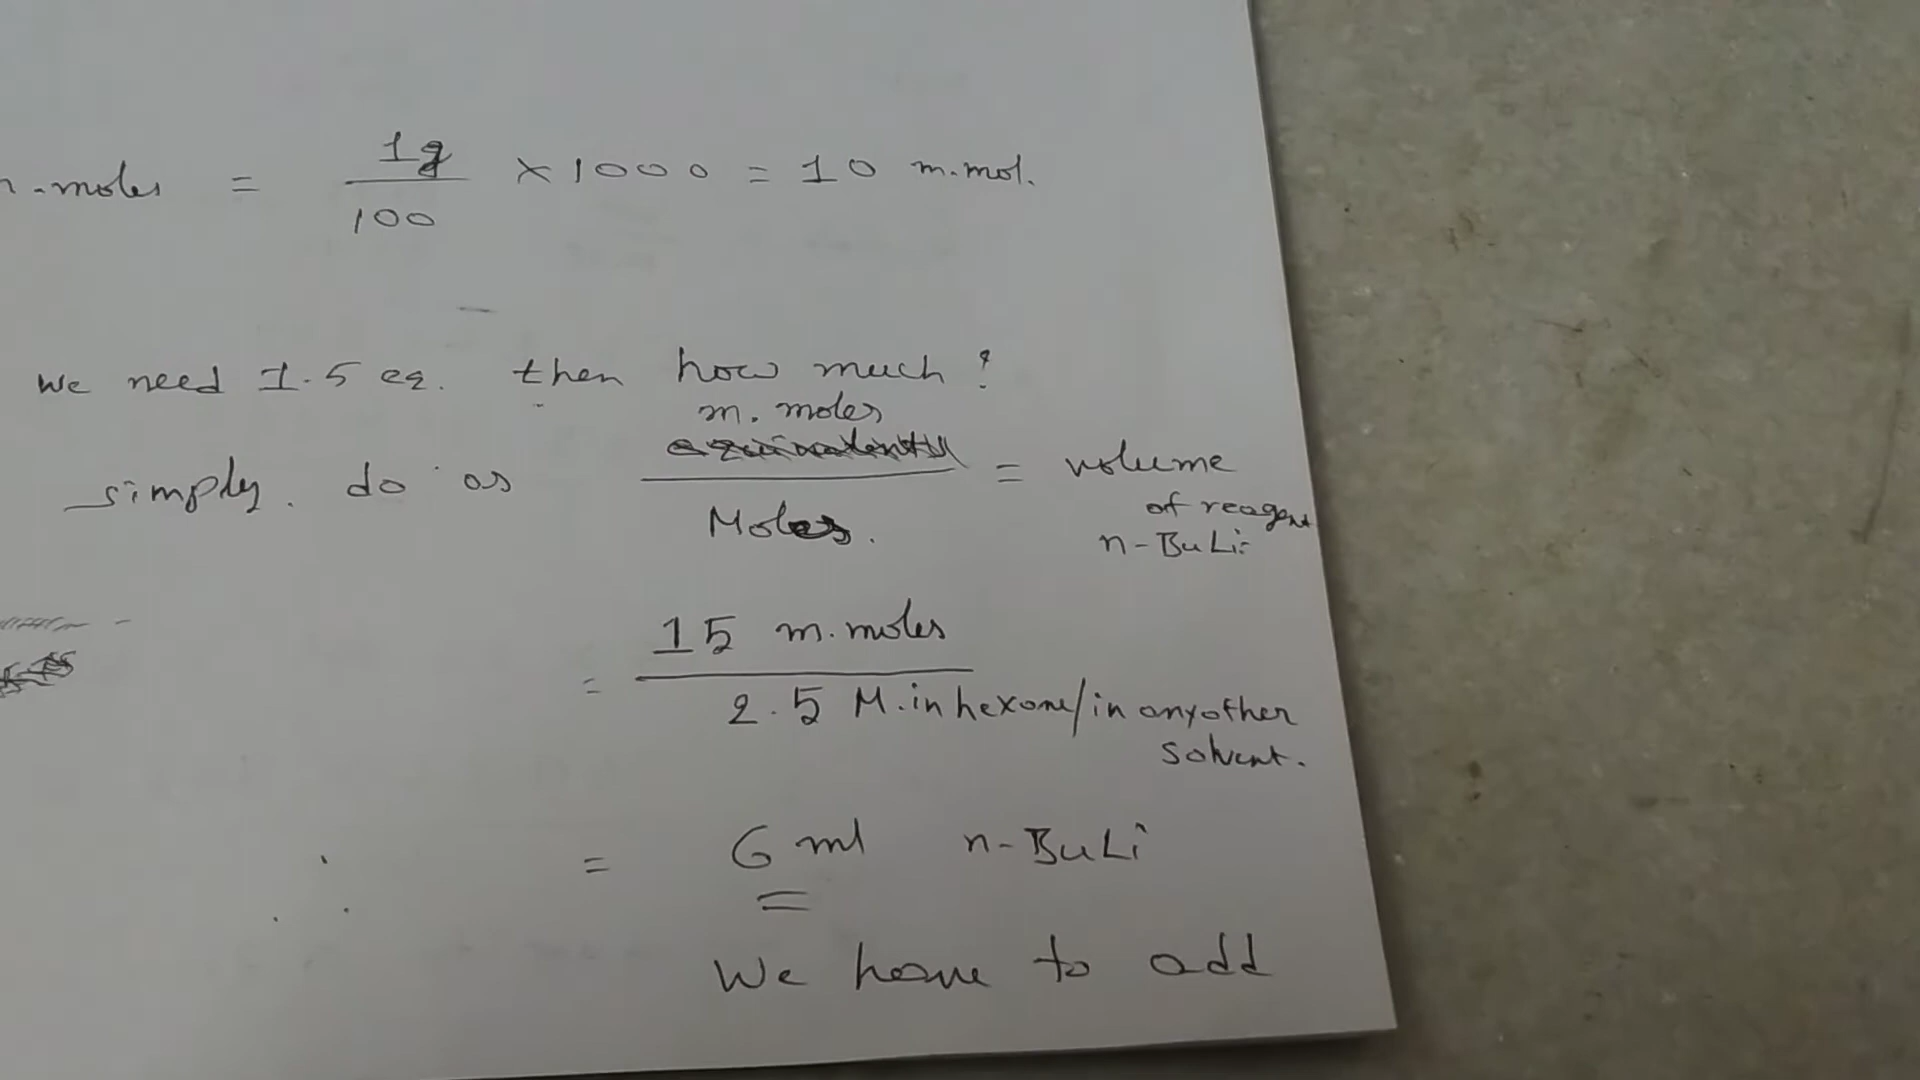 m.moles = 1g / 100 × 1000 = 10 m.mol.
We need 1.5 eq. then how much?
m. moles
simply. do as / Moles. = volume
of reagent
n-BuLi:
= 15 m.moles / 2.5 M. in hexane/in anyother
solvent.
= 6 ml n-BuLi
We have to add